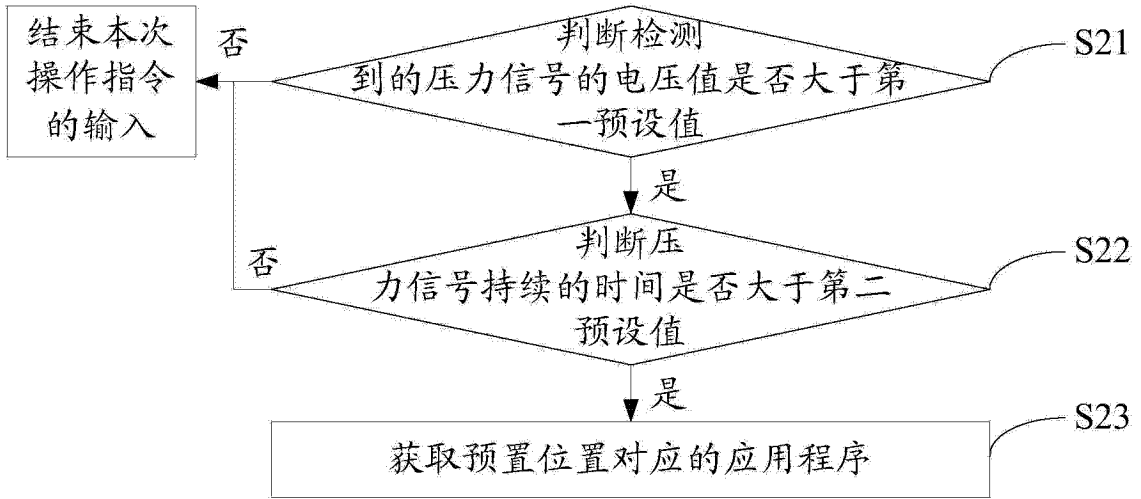 结束本次
操作指令
的输入
否
判断检测
到的压力信号的电压值是否大于第
一预设值
S21
是
否
判断压
力信号持续的时间是否大于第二
预设值
S22
是
获取预置位置对应的应用程序
S23